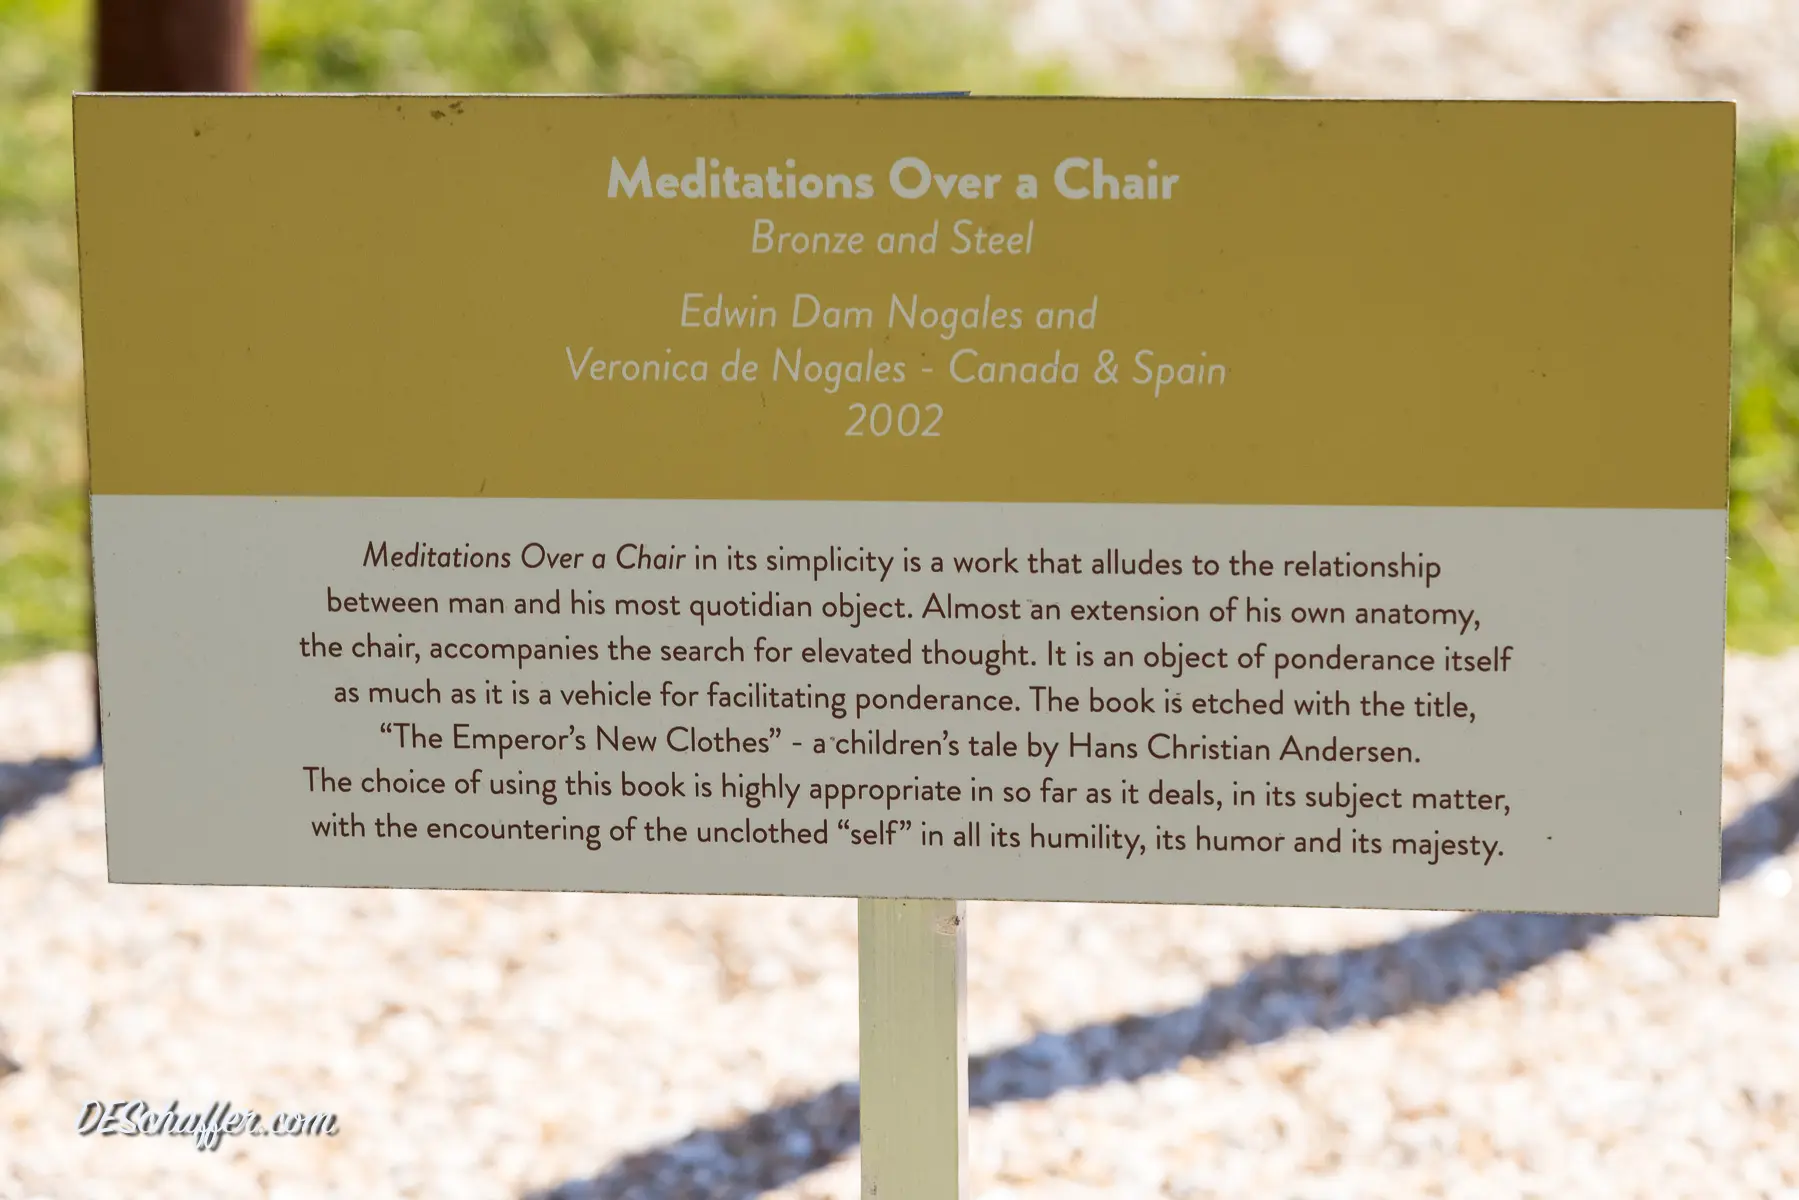 Meditations Over a Chair
Bronze and Steel
Edwin Dam Nogales and
Veronica de Nogales - Canada & Spain
2002
Meditations Over a Chair in its simplicity is a work that alludes to the relationship
between man and his most quotidian object. Almost an extension of his own anatomy,
the chair, accompanies the search for elevated thought. It is an object of ponderance itself
as much as it is a vehicle for facilitating ponderance. The book is etched with the title,
“The Emperor’s New Clothes” - a children’s tale by Hans Christian Andersen.
The choice of using this book is highly appropriate in so far as it deals, in its subject matter,
with the encountering of the unclothed “self” in all its humility, its humor and its majesty.
DESchaffer.com